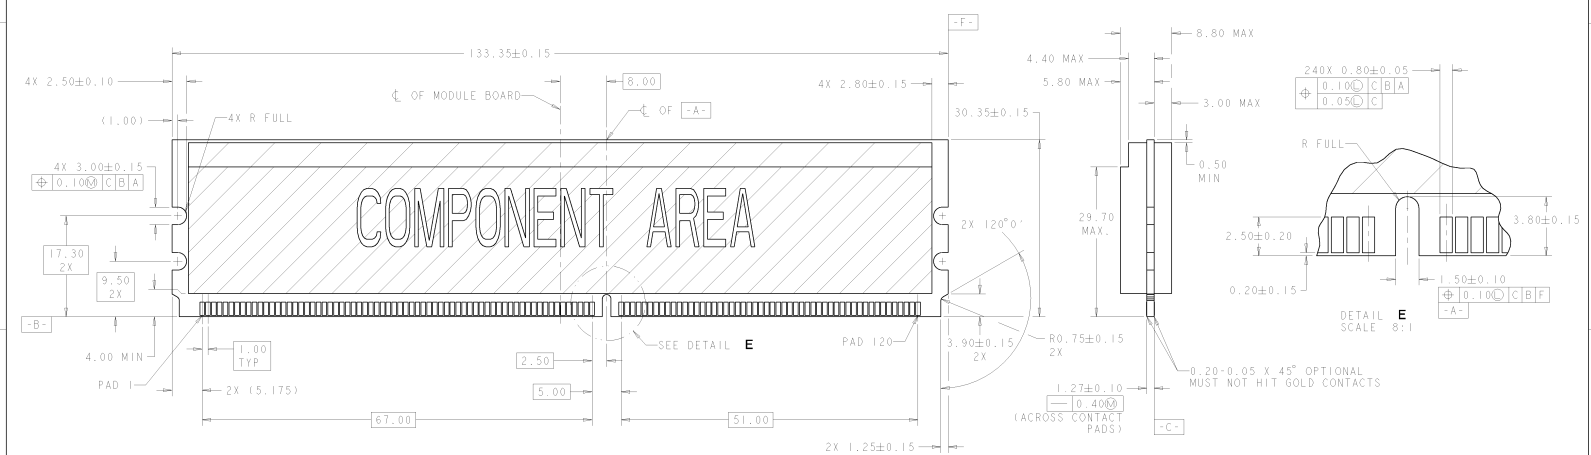 -F-
133.35±0.15
8.80 MAX
4.40 MAX
4X 2.50±0.10
8.00
4X 2.80±0.15
5.80 MAX
240X 0.80±0.05
0.10Ⓛ C B A
0.05Ⓛ C
℄ OF MODULE BOARD
℄ OF -A-
3.00 MAX
(1.00)
4X R FULL
30.35±0.15
R FULL
4X 3.00±0.15
⌖ 0.10Ⓜ C B A
0.50
MIN
COMPONENT AREA
2X 120°0'
29.70
MAX.
3.80±0.15
2.50±0.20
17.30
2X
9.50
2X
0.20±0.15
1.50±0.10
⌖ 0.10Ⓛ C B F
-A-
-B-
DETAIL E
SCALE 8:1
4.00 MIN
1.00
TYP
SEE DETAIL E
PAD 120
3.90±0.15
2X
R0.75±0.15
2X
2.50
PAD 1
2X (5.175)
5.00
0.20-0.05 X 45° OPTIONAL
MUST NOT HIT GOLD CONTACTS
1.27±0.10
— 0.40Ⓜ
(ACROSS CONTACT
PADS)
-C-
67.00
51.00
2X 1.25±0.15